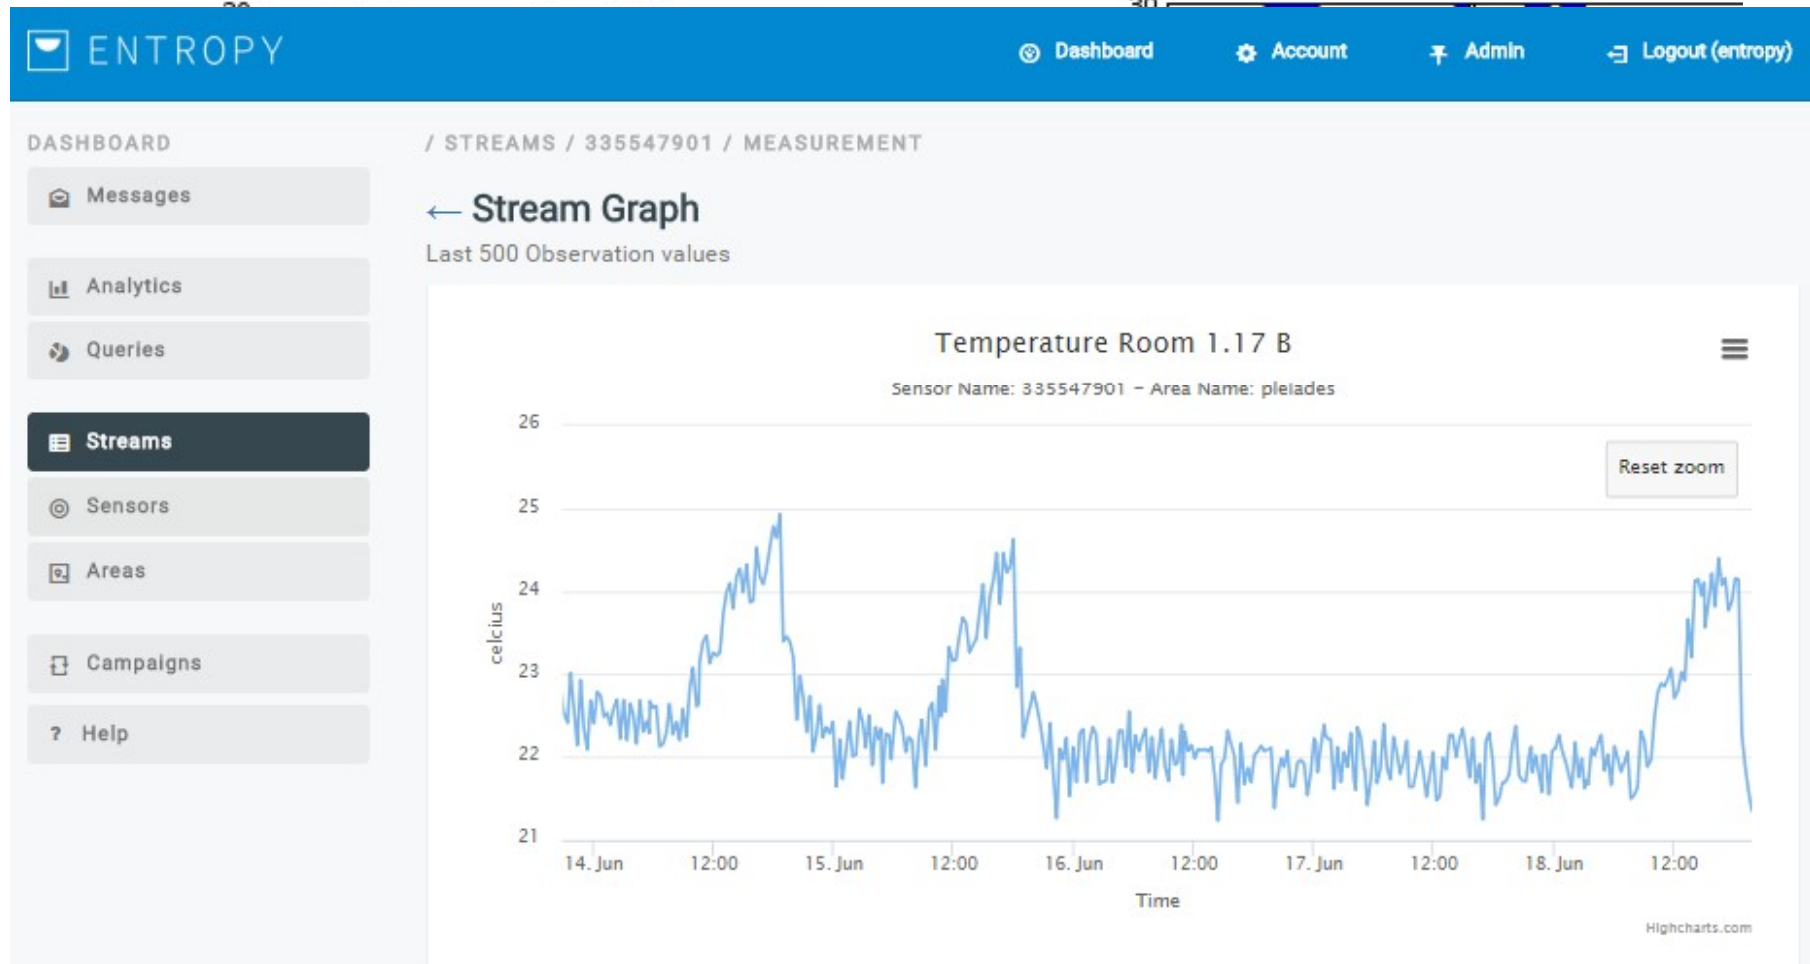 30
ENTROPY
Dashboard
Account
Admin
Logout (entropy)
DASHBOARD
Messages
Analytics
Queries
Streams
Sensors
Areas
Campaigns
? Help
/ STREAMS / 335547901 / MEASUREMENT
← Stream Graph
Last 500 Observation values
Temperature Room 1.17 B
Sensor Name: 335547901 - Area Name: pleiades
Reset zoom
26
25
24
23
22
21
celcius
14. Jun 12:00 15. Jun 12:00 16. Jun 12:00 17. Jun 12:00 18. Jun 12:00
Time
Highcharts.com